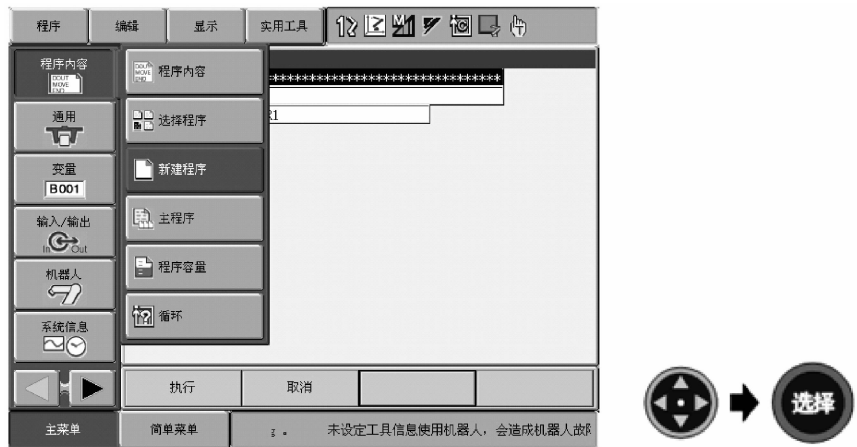 程序 编辑 显示 实用工具
程序内容
DOUT
MOVE
END
通用
变量
B001
输入/输出
In Out
机器人
系统信息
DOUT
MOVE
END
程序内容
选择程序
新建程序
主程序
程序容量
循环
******************************
R1
执行 取消
主菜单 简单菜单 未设定工具信息使用机器人，会造成机器人故
选择